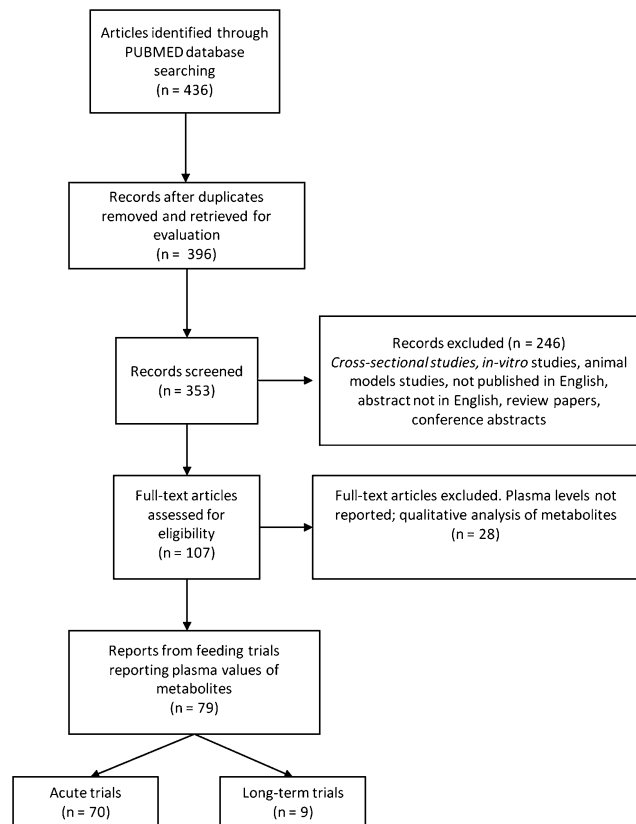 Articles identified through
PUBMED database
searching
(n = 436)
Records after duplicates
removed and retrieved for
evaluation
(n = 396)
Records screened
(n = 353)
Records excluded (n = 246)
Cross-sectional studies, in-vitro studies, animal
models studies, not published in English,
abstract not in English, review papers,
conference abstracts
Full-text articles
assessed for
eligibility
(n = 107)
Full-text articles excluded. Plasma levels not
reported; qualitative analysis of metabolites
(n = 28)
Reports from feeding trials
reporting plasma values of
metabolites
(n = 79)
Acute trials
(n = 70)
Long-term trials
(n = 9)